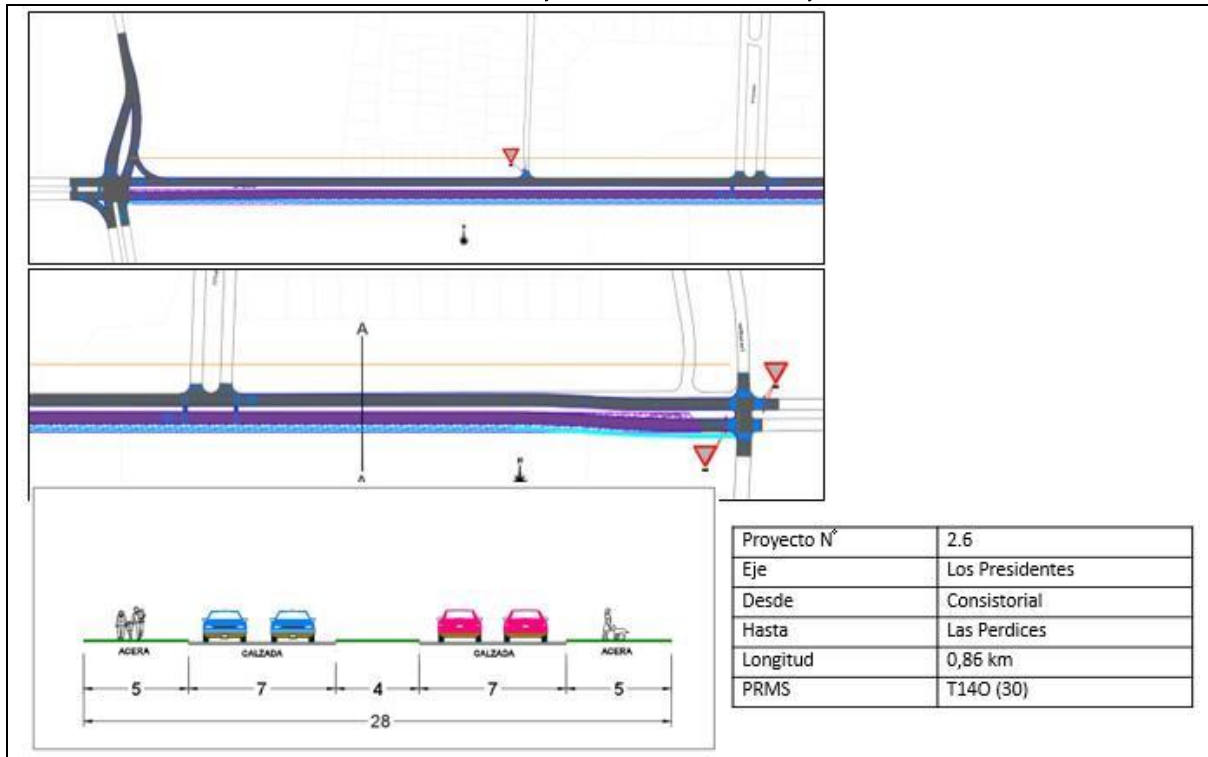 A
A
ACERA
CALZADA
CALZADA
ACERA
5
7
4
7
5
28
Proyecto N° 2.6
Eje Los Presidentes
Desde Consistorial
Hasta Las Perdices
Longitud 0,86 km
PRMS T14O (30)